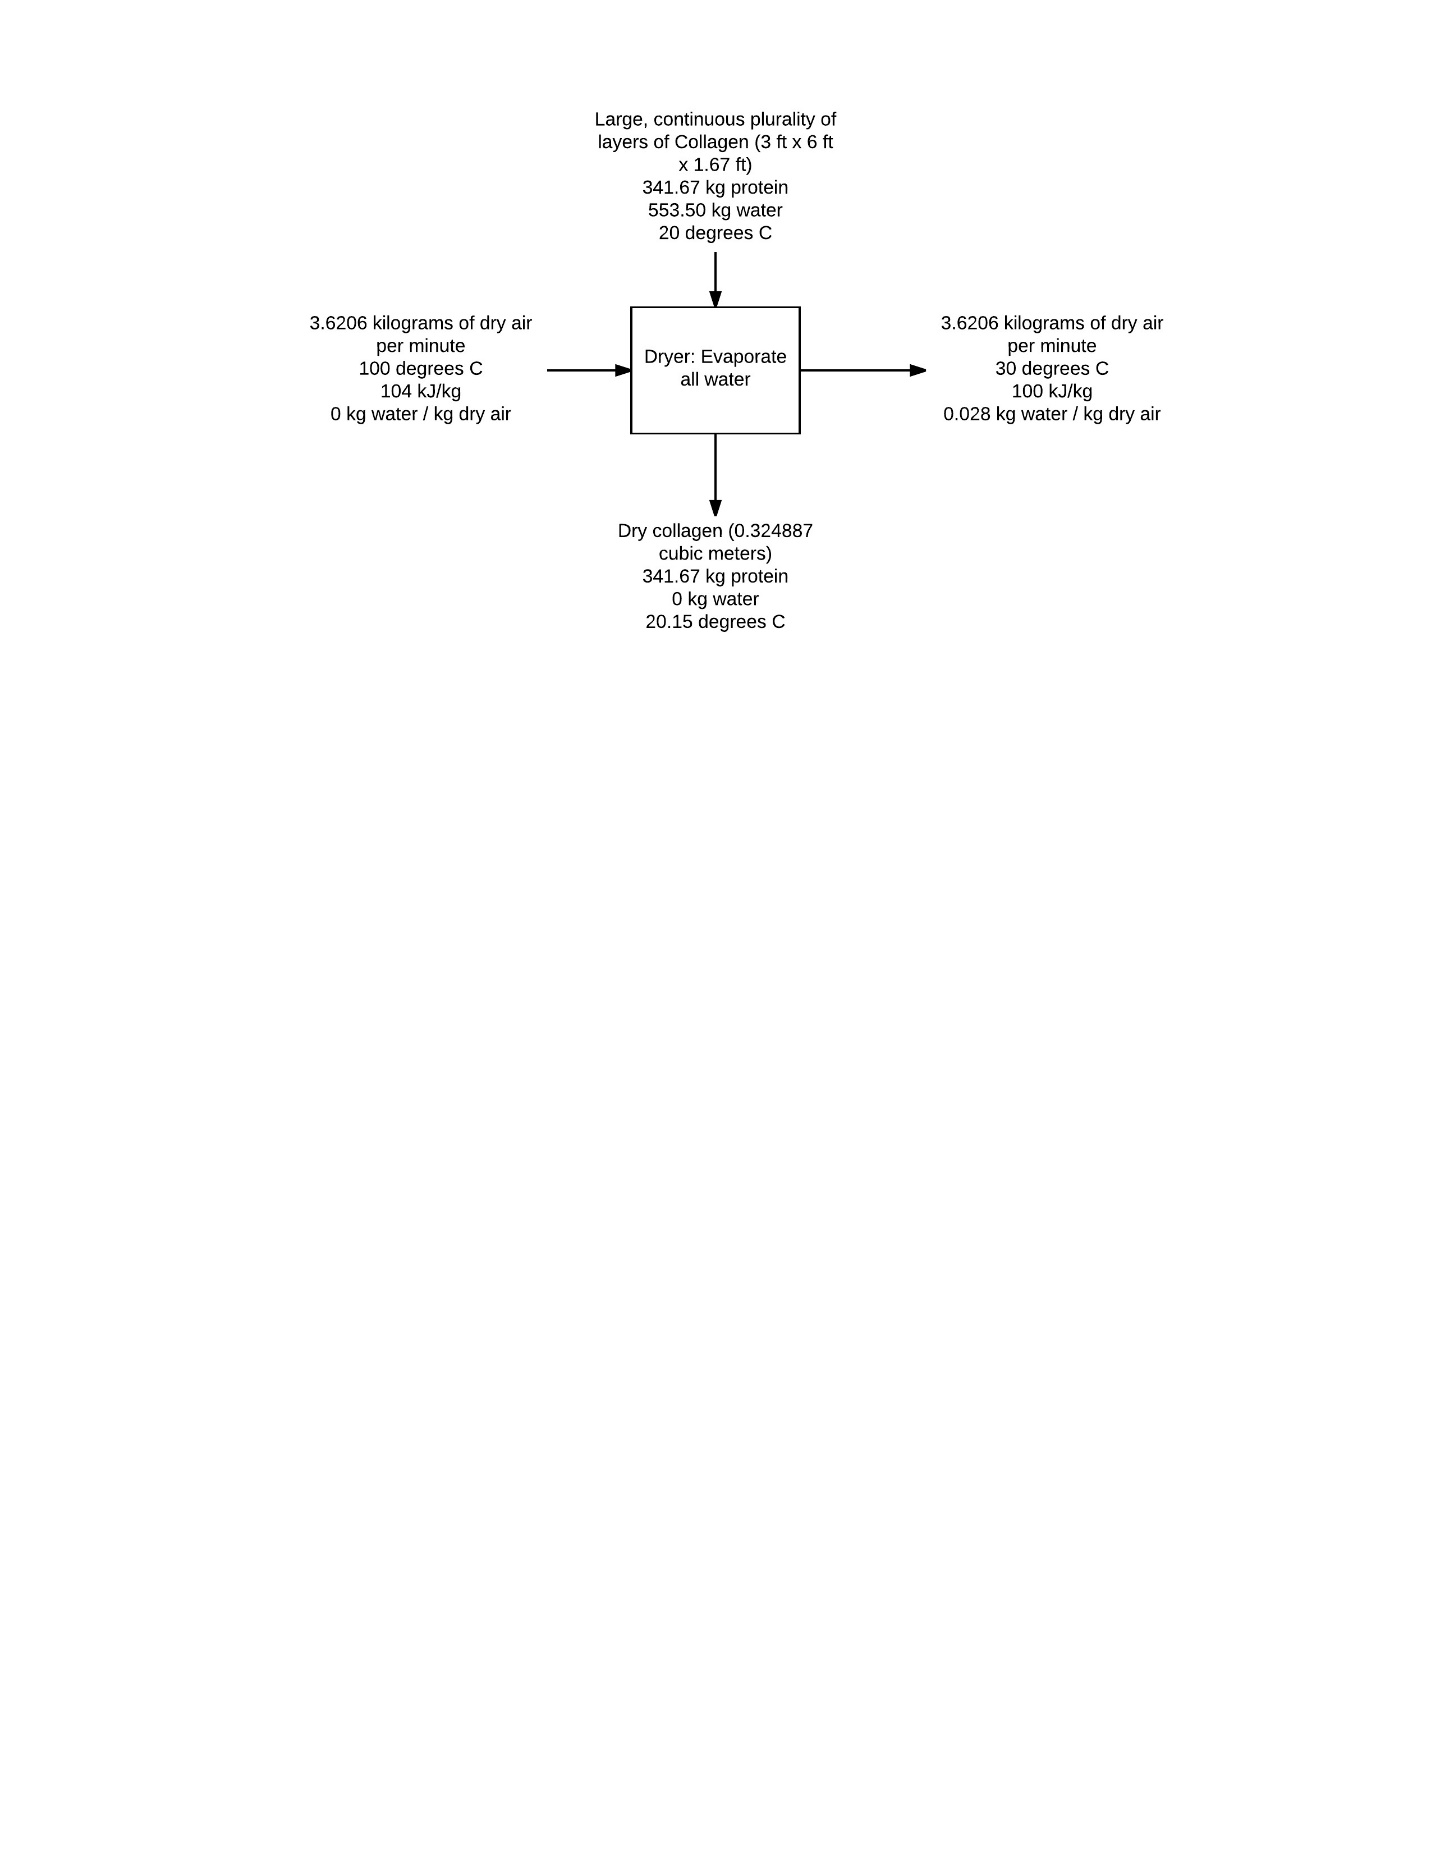 Large, continuous plurality of
layers of Collagen (3 ft x 6 ft
x 1.67 ft)
341.67 kg protein
553.50 kg water
20 degrees C
3.6206 kilograms of dry air
per minute
100 degrees C
104 kJ/kg
0 kg water / kg dry air
Dryer: Evaporate
all water
3.6206 kilograms of dry air
per minute
30 degrees C
100 kJ/kg
0.028 kg water / kg dry air
Dry collagen (0.324887
cubic meters)
341.67 kg protein
0 kg water
20.15 degrees C